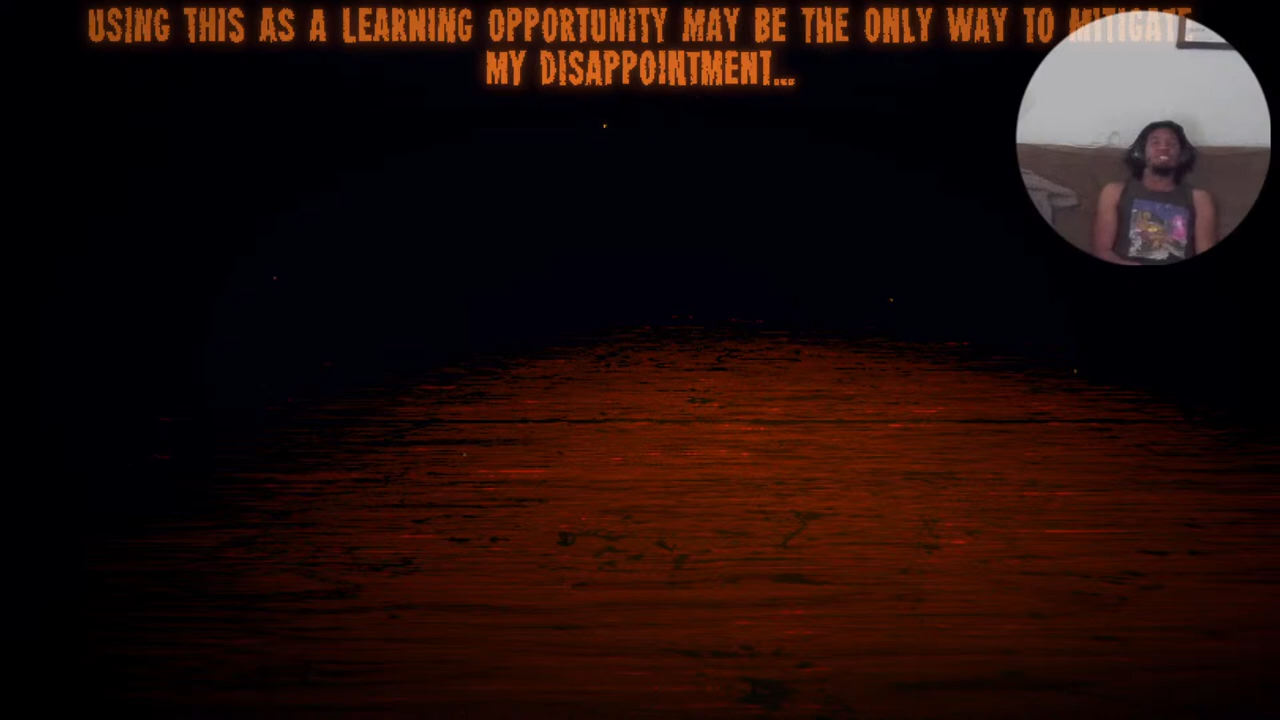 USING THIS AS A LEARNING OPPORTUNITY MAY BE THE ONLY WAY TO MITIGATE
MY DISAPPOINTMENT...